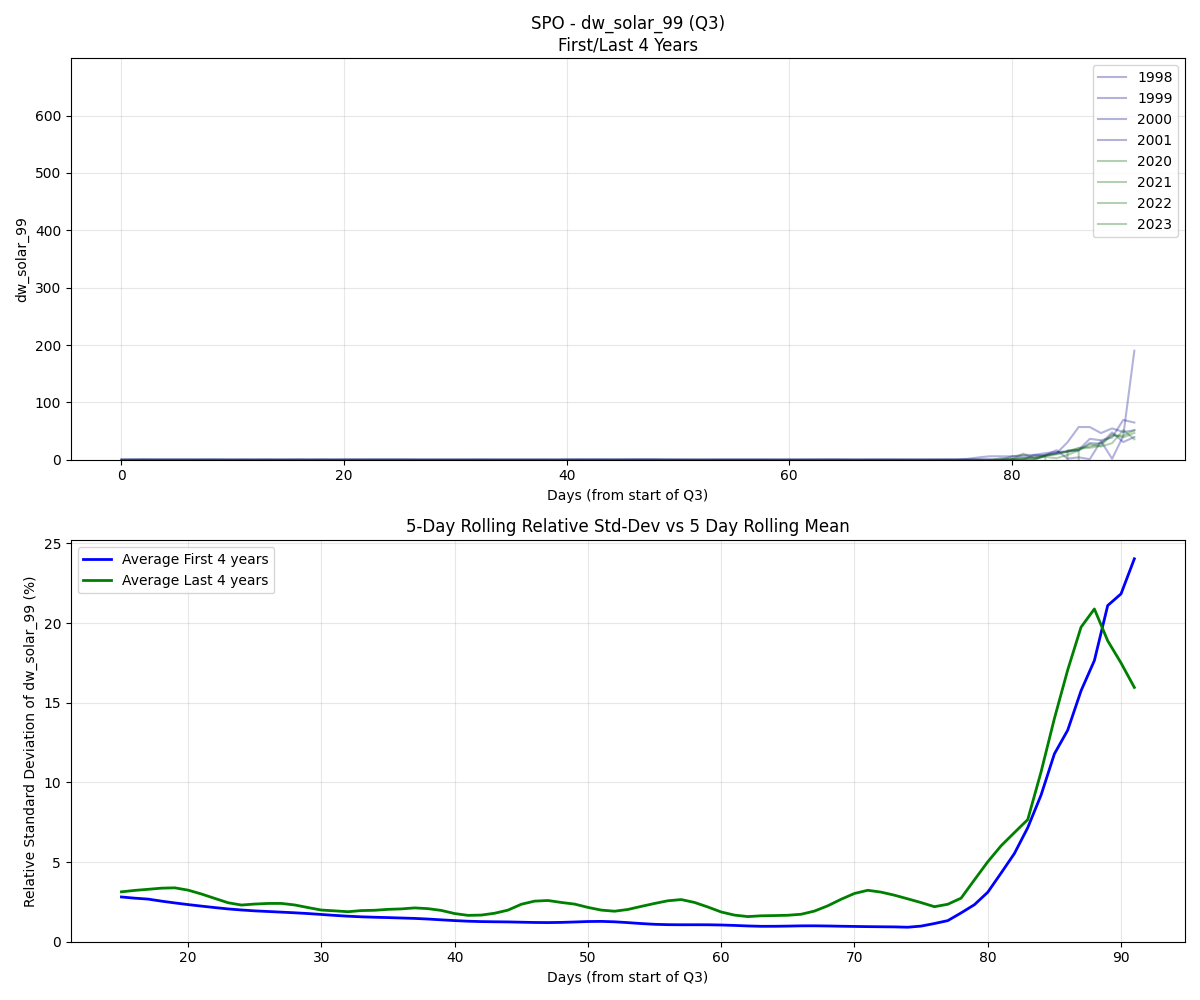 SPO - dw_solar_99 (Q3)
First/Last 4 Years
dw_solar_99
600
500
400
300
200
100
0
0 20 40 60 80
Days (from start of Q3)
1998
1999
2000
2001
2020
2021
2022
2023
5-Day Rolling Relative Std-Dev vs 5 Day Rolling Mean
Relative Standard Deviation of dw_solar_99 (%)
25
20
15
10
5
0
20 30 40 50 60 70 80 90
Days (from start of Q3)
Average First 4 years
Average Last 4 years